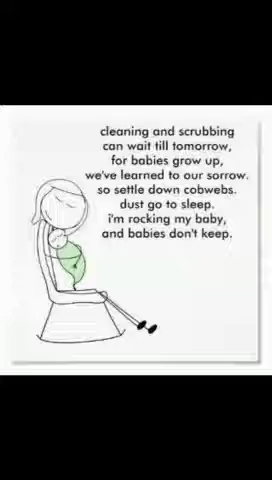 cleaning and scrubbing
can wait till tomorrow,
for babies grow up,
we've learned to our sorrow.
so settle down cobwebs.
dust go to sleep.
i'm rocking my baby,
and babies don't keep.